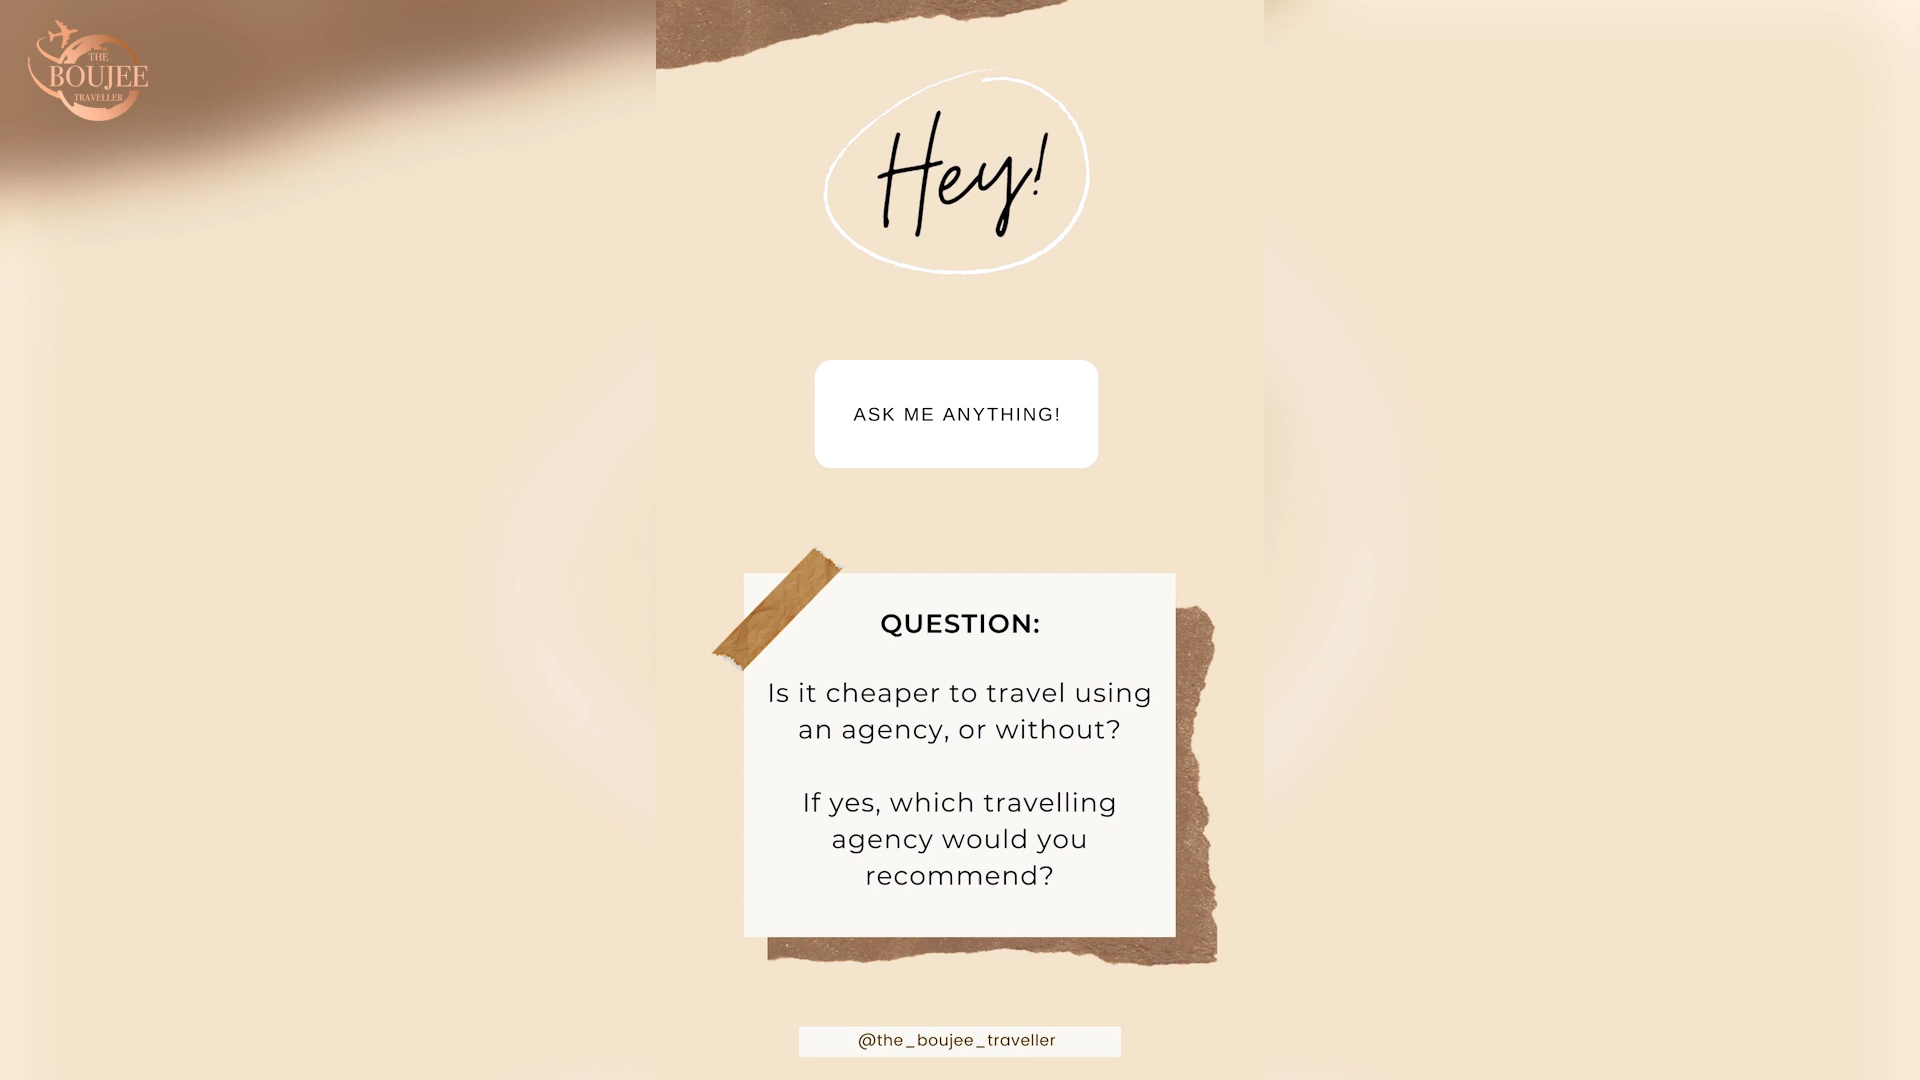 THE
BOUJEE
TRAVELLER
Hey!
ASK ME ANYTHING!
QUESTION:
Is it cheaper to travel using
an agency, or without?
If yes, which travelling
agency would you
recommend?
@the_boujee_traveller